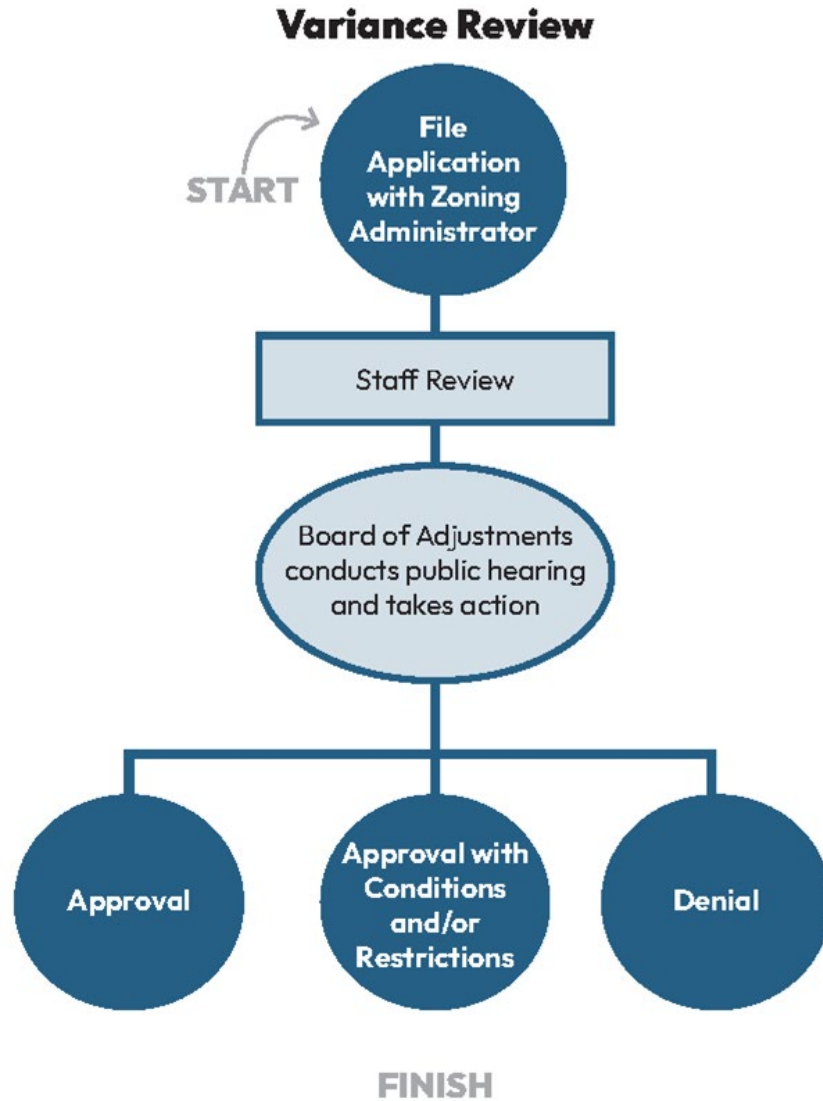 Variance Review
START
File
Application
with Zoning
Administrator
Staff Review
Board of Adjustments
conducts public hearing
and takes action
Approval
Approval with
Conditions
and/or
Restrictions
Denial
FINISH